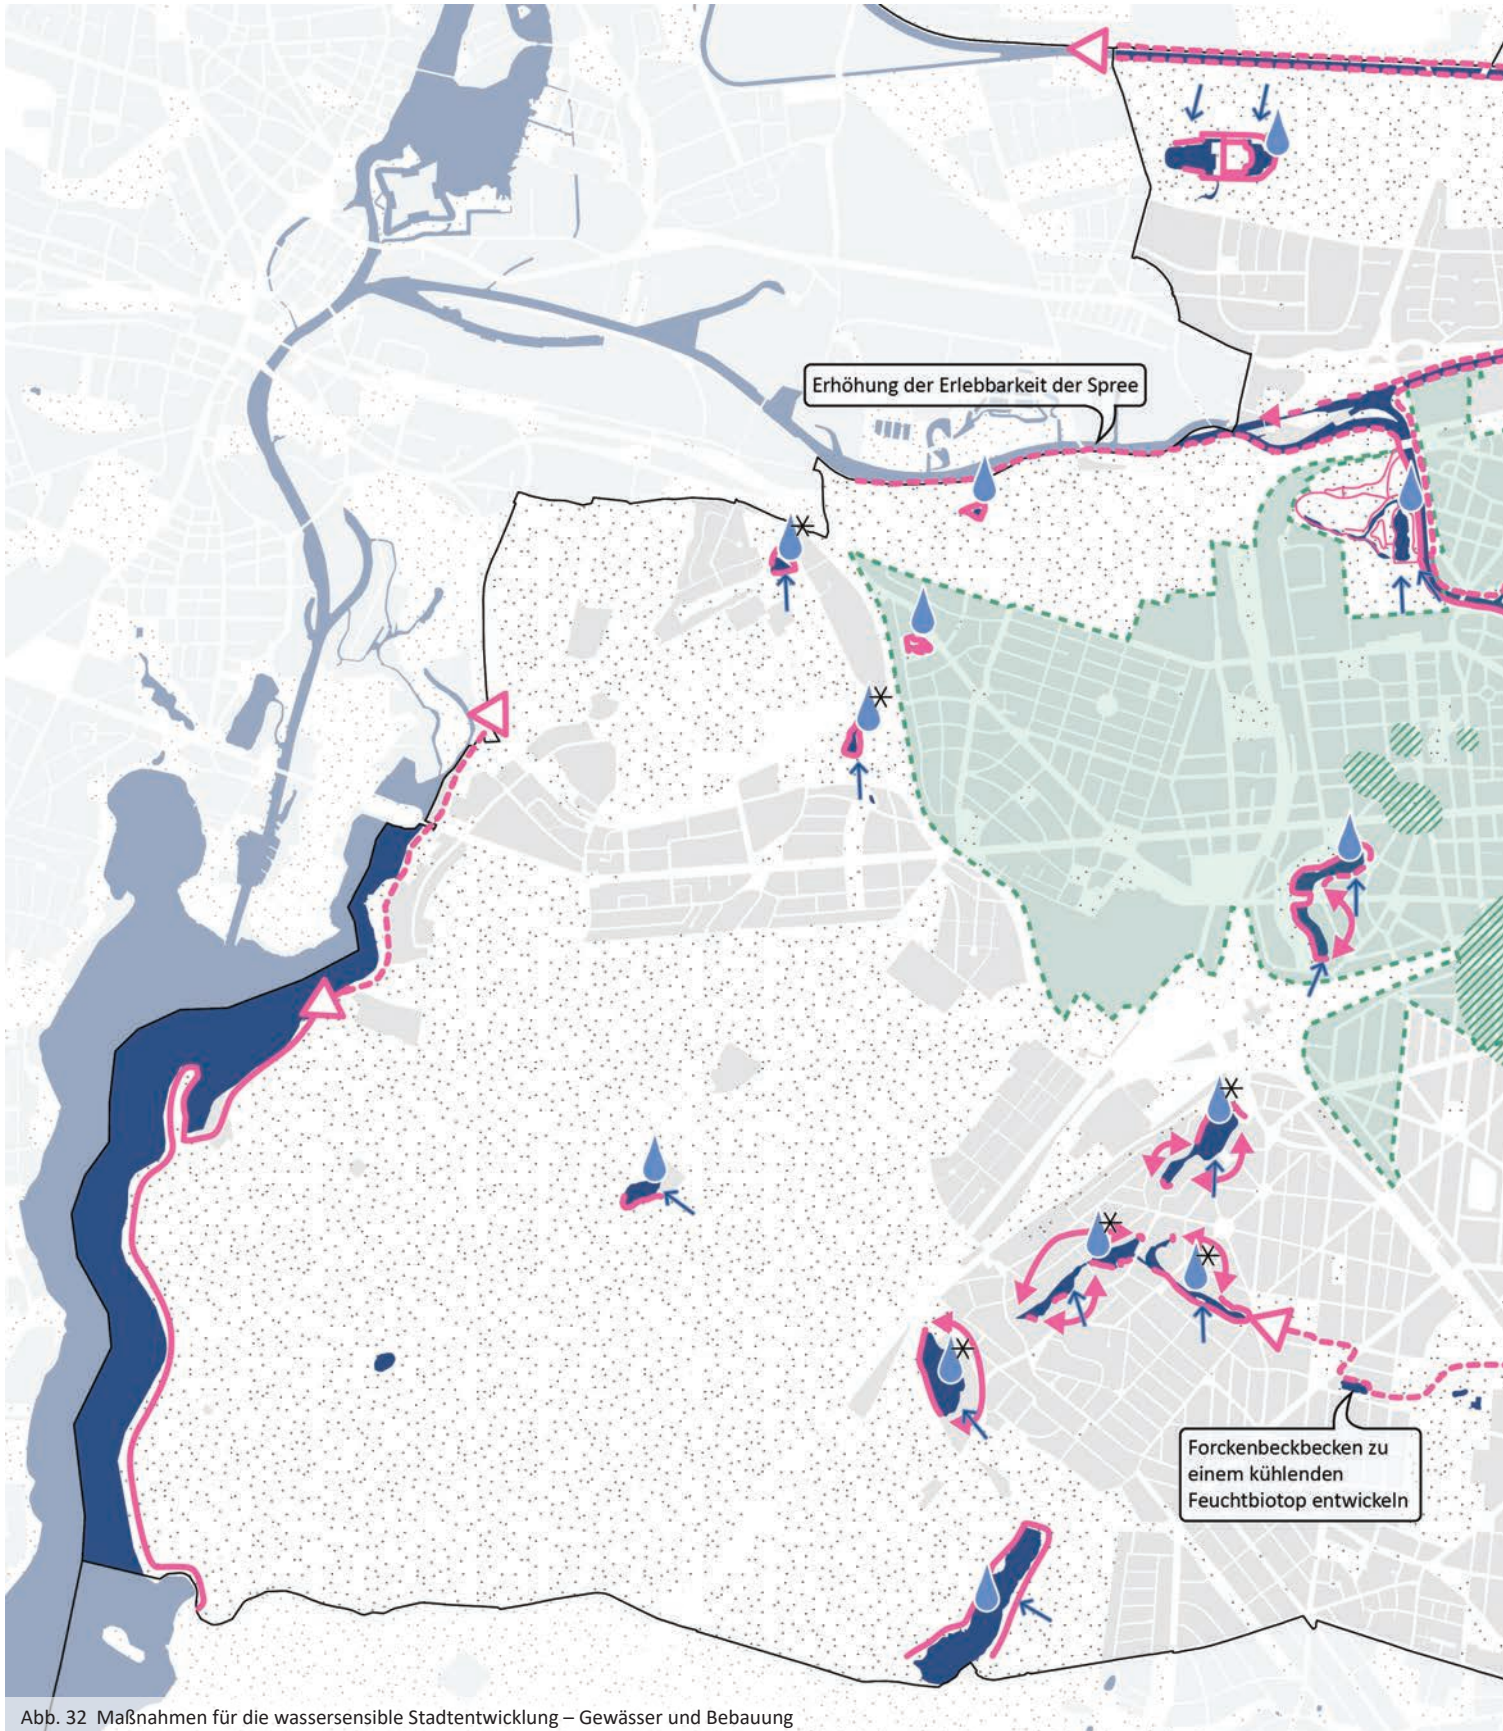 Erhöhung der Erlebbarkeit der Spree
Forckenbeckbecken zu
einem kühlenden
Feuchtbiotop entwickeln
Abb. 32 Maßnahmen für die wassersensible Stadtentwicklung – Gewässer und Bebauung